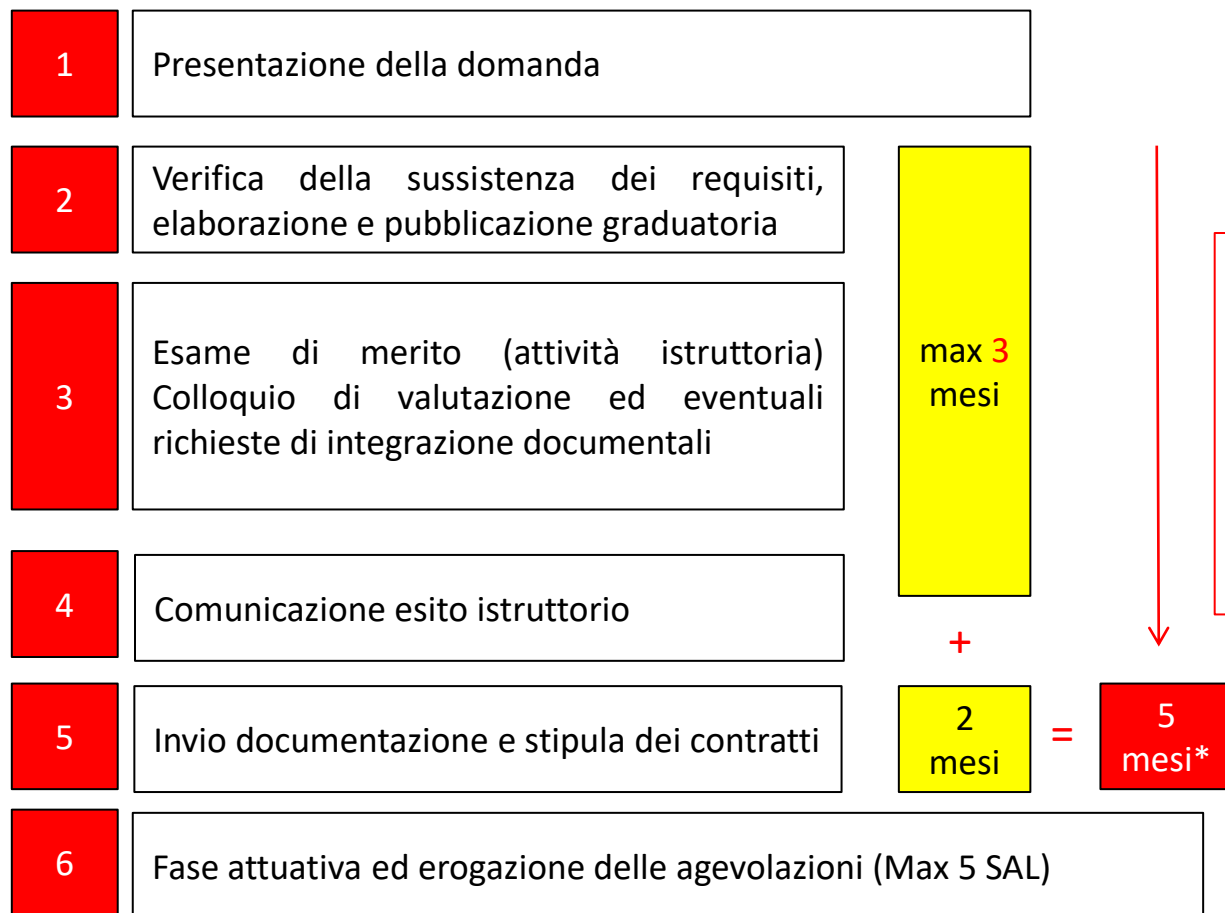 1
Presentazione della domanda
2
Verifica della sussistenza dei requisiti,
elaborazione e pubblicazione graduatoria
3
Esame di merito (attività istruttoria)
Colloquio di valutazione ed eventuali
richieste di integrazione documentali
max 3
mesi
4
Comunicazione esito istruttorio
+
5
Invio documentazione e stipula dei contratti
2
mesi
=
5
mesi*
6
Fase attuativa ed erogazione delle agevolazioni (Max 5 SAL)